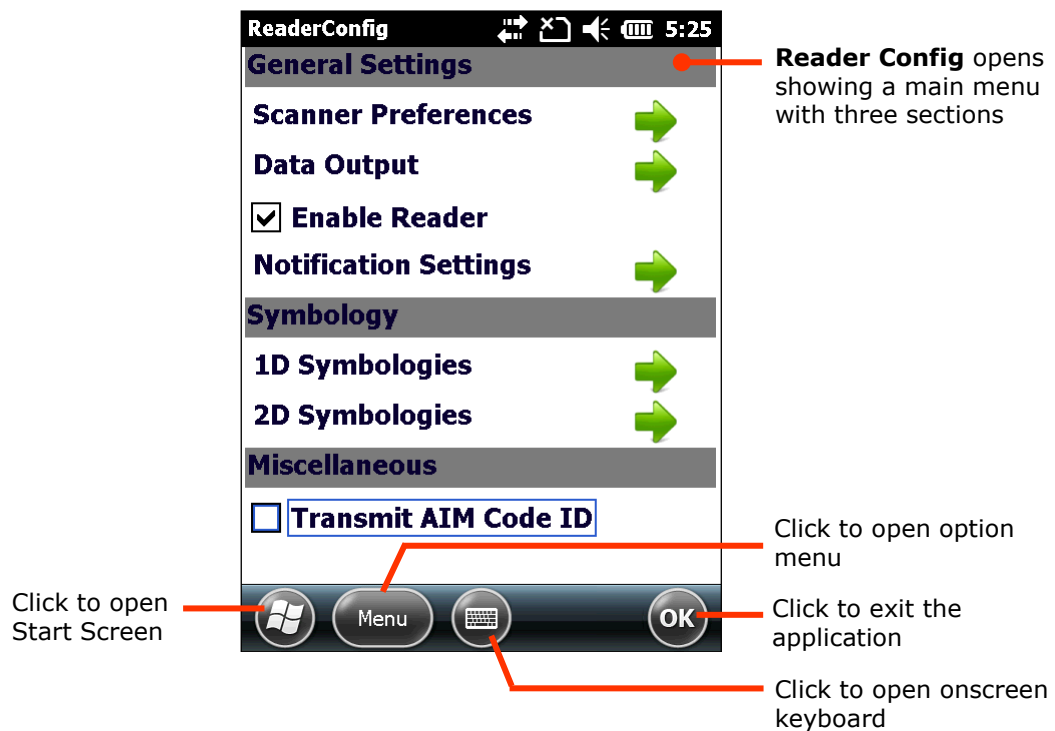 ReaderConfig 5:25
General Settings
Scanner Preferences
Data Output
Enable Reader
Notification Settings
Symbology
1D Symbologies
2D Symbologies
Miscellaneous
Transmit AIM Code ID
Menu
OK
Reader Config opens
showing a main menu
with three sections
Click to open option
menu
Click to open
Start Screen
Click to exit the
application
Click to open onscreen
keyboard